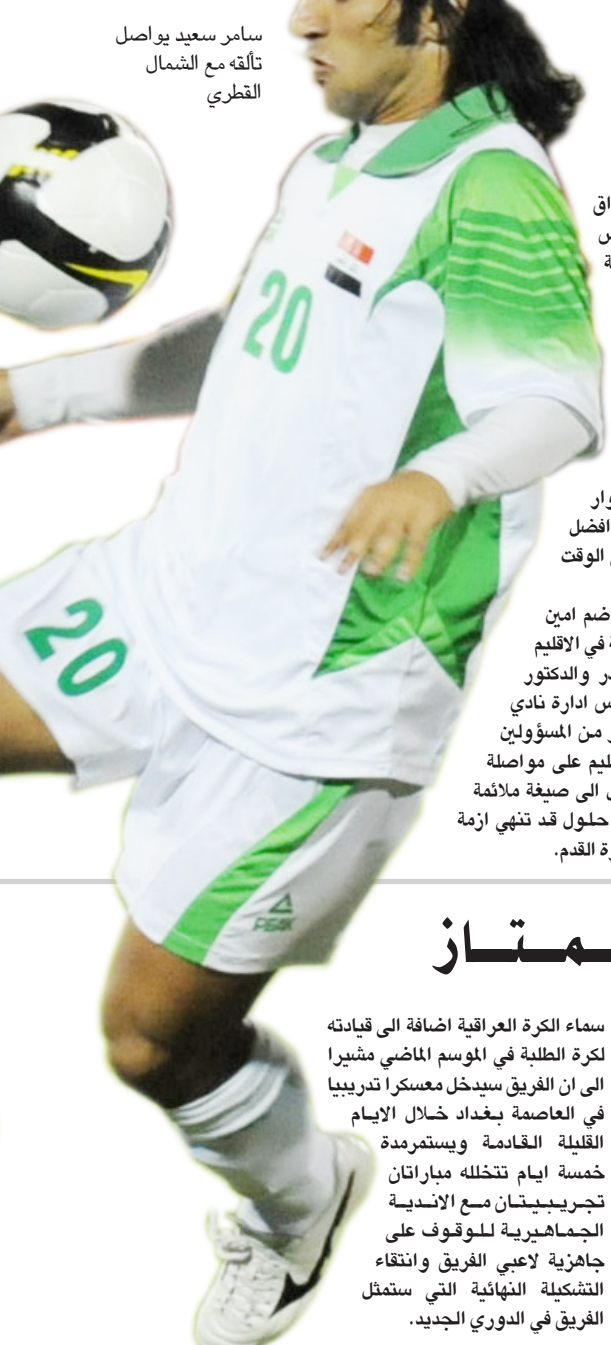 سامر سعيد يواصل
تألقه مع الشمال
القطري
20
20
افضل
الوقت
ضم امين
في الاقليم
والدكتور
ادارة نادي
من المسؤولين
على مواصلة
الى صيغة ملائمة
حلول قد تنهي ازمة
القدم.
PEAK
سماء الكرة العراقية اضافة الى قيادته
لكرة الطلبة في الموسم الماضي مشيرا
الى ان الفريق سيدخل معسكرا تدريبيا
في العاصمة بغداد خلال الايام
القليلة القادمة ويستمرمدة
خمسة ايام تتخلله مباراتان
تجريبيتان مع الاندية
الجماهيرية للوقوف على
جاهزية لاعبي الفريق وانتقاء
التشكيلة النهائية التي ستمثل
الفريق في الدوري الجديد.